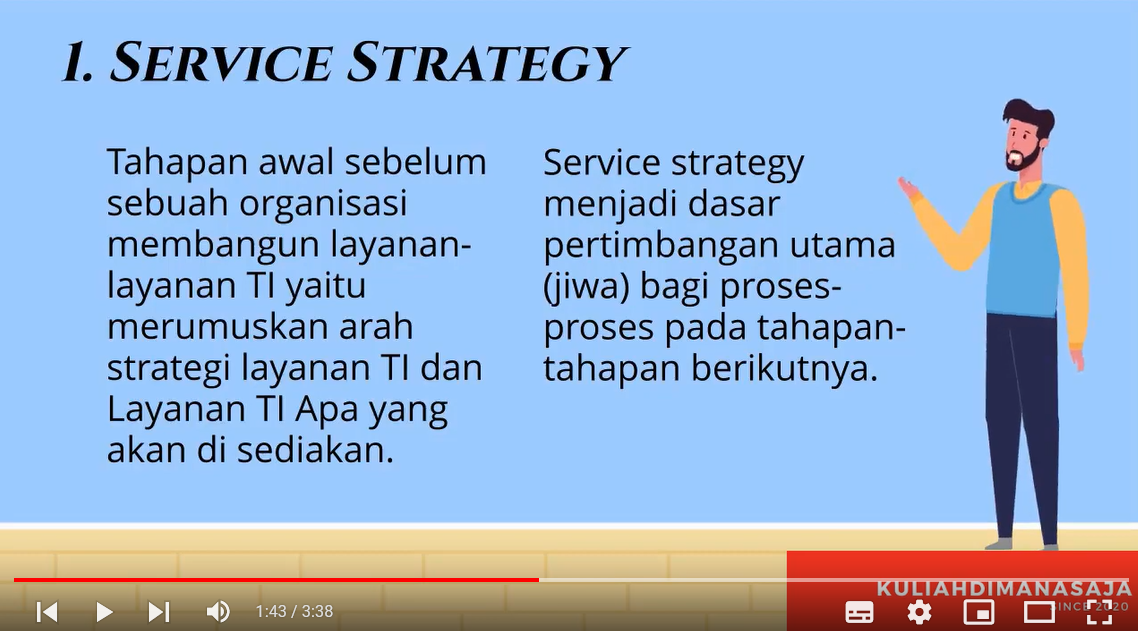 1. Service Strategy
Tahapan awal sebelum
sebuah organisasi
membangun layanan-
layanan TI yaitu
merumuskan arah
strategi layanan TI dan
Layanan TI Apa yang
akan di sediakan.
Service strategy
menjadi dasar
pertimbangan utama
(jiwa) bagi proses-
proses pada tahapan-
tahapan berikutnya.
KULIAHDIMANASAJA
SINCE 2020
1:43 / 3:38